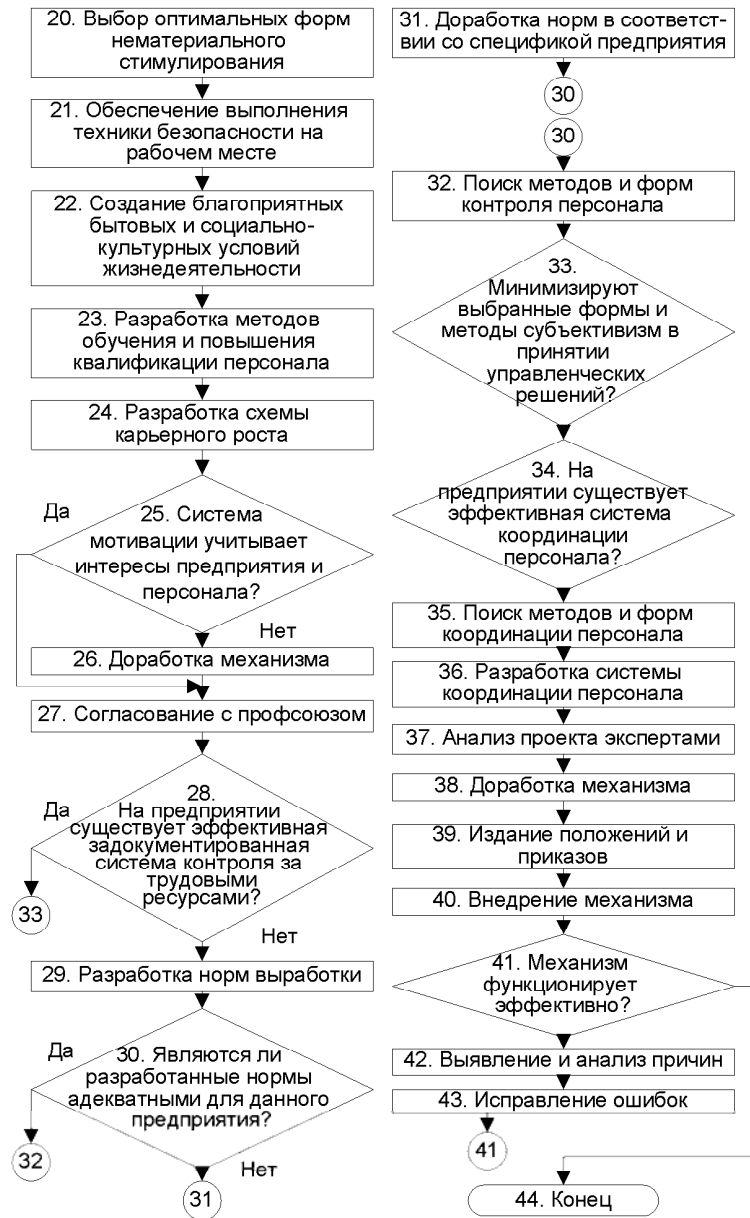 20. Выбор оптимальных форм
нематериального
стимулирования
21. Обеспечение выполнения
техники безопасности на
рабочем месте
22. Создание благоприятных
бытовых и социально-
культурных условий
жизнедеятельности
23. Разработка методов
обучения и повышения
квалификации персонала
24. Разработка схемы
карьерного роста
Да
25. Система
мотивации учитывает
интересы предприятия и
персонала?
Нет
26. Доработка механизма
27. Согласование с профсоюзом
Да
28.
На предприятии
существует эффективная
задокументированная
система контроля за
трудовыми
ресурсами?
33
Нет
29. Разработка норм выработки
Да
30. Являются ли
разработанные нормы
адекватными для данного
предприятия?
32
Нет
31
31. Доработка норм в соответст-
вии со спецификой предприятия
30
30
32. Поиск методов и форм
контроля персонала
33.
Минимизируют
выбранные формы и
методы субъективизм в
принятии
управленческих
решений?
34. На
предприятии существует
эффективная система
координации
персонала?
35. Поиск методов и форм
координации персонала
36. Разработка системы
координации персонала
37. Анализ проекта экспертами
38. Доработка механизма
39. Издание положений и
приказов
40. Внедрение механизма
41. Механизм
функционирует
эффективно?
42. Выявление и анализ причин
43. Исправление ошибок
41
44. Конец